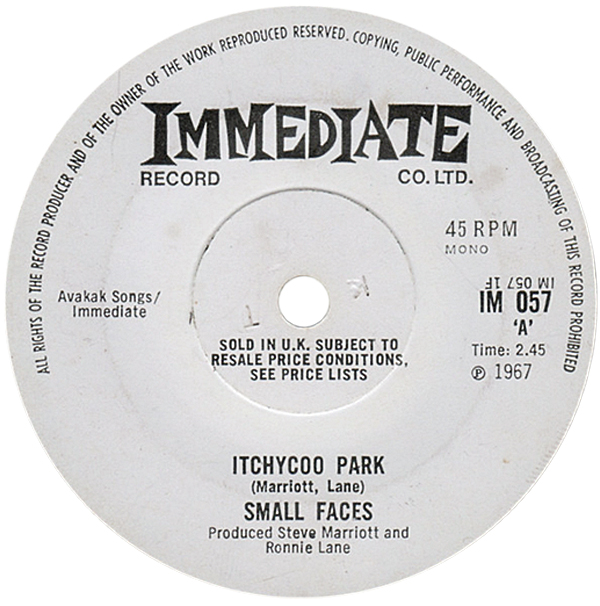 ALL RIGHTS OF THE RECORD PRODUCER AND OF THE OWNER OF THE WORK REPRODUCED RESERVED. COPYING, PUBLIC PERFORMANCE AND BROADCASTING OF THIS RECORD PROHIBITED
IMMEDIATE
RECORD CO. LTD.
45 RPM
MONO
IM 057 1F
Avakak Songs/
Immediate
IM 057
'A'
Time: 2.45
℗ 1967
SOLD IN U.K. SUBJECT TO
RESALE PRICE CONDITIONS,
SEE PRICE LISTS
ITCHYCOO PARK
(Marriott, Lane)
SMALL FACES
Produced Steve Marriott and
Ronnie Lane